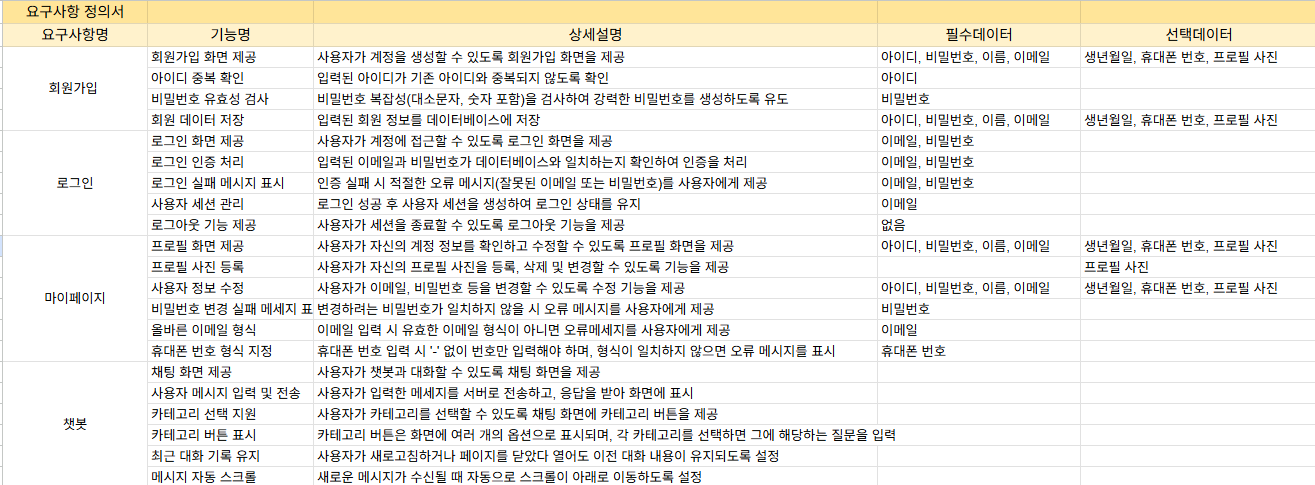 요구사항 정의서
요구사항명 기능명 상세설명 필수데이터 선택데이터
회원가입
회원가입 화면 제공 사용자가 계정을 생성할 수 있도록 회원가입 화면을 제공 아이디, 비밀번호, 이름, 이메일 생년월일, 휴대폰 번호, 프로필 사진
아이디 중복 확인 입력된 아이디가 기존 아이디와 중복되지 않도록 확인 아이디
비밀번호 유효성 검사 비밀번호 복잡성(대소문자, 숫자 포함)을 검사하여 강력한 비밀번호를 생성하도록 유도 비밀번호
회원 데이터 저장 입력된 회원 정보를 데이터베이스에 저장 아이디, 비밀번호, 이름, 이메일 생년월일, 휴대폰 번호, 프로필 사진
로그인
로그인 화면 제공 사용자가 계정에 접근할 수 있도록 로그인 화면을 제공 이메일, 비밀번호
로그인 인증 처리 입력된 이메일과 비밀번호가 데이터베이스와 일치하는지 확인하여 인증을 처리 이메일, 비밀번호
로그인 실패 메시지 표시 인증 실패 시 적절한 오류 메시지(잘못된 이메일 또는 비밀번호)를 사용자에게 제공 이메일, 비밀번호
사용자 세션 관리 로그인 성공 후 사용자 세션을 생성하여 로그인 상태를 유지 이메일
로그아웃 기능 제공 사용자가 세션을 종료할 수 있도록 로그아웃 기능을 제공 없음
마이페이지
프로필 화면 제공 사용자가 자신의 계정 정보를 확인하고 수정할 수 있도록 프로필 화면을 제공 아이디, 비밀번호, 이름, 이메일 생년월일, 휴대폰 번호, 프로필 사진
프로필 사진 등록 사용자가 자신의 프로필 사진을 등록, 삭제 및 변경할 수 있도록 기능을 제공 프로필 사진
사용자 정보 수정 사용자가 이메일, 비밀번호 등을 변경할 수 있도록 수정 기능을 제공 아이디, 비밀번호, 이름, 이메일 생년월일, 휴대폰 번호, 프로필 사진
비밀번호 변경 실패 메세지 표 변경하려는 비밀번호가 일치하지 않을 시 오류 메시지를 사용자에게 제공 비밀번호
올바른 이메일 형식 이메일 입력 시 유효한 이메일 형식이 아니면 오류메세지를 사용자에게 제공 이메일
휴대폰 번호 형식 지정 휴대폰 번호 입력 시 '-' 없이 번호만 입력해야 하며, 형식이 일치하지 않으면 오류 메시지를 표시 휴대폰 번호
챗봇
채팅 화면 제공 사용자가 챗봇과 대화할 수 있도록 채팅 화면을 제공
사용자 메시지 입력 및 전송 사용자가 입력한 메세지를 서버로 전송하고, 응답을 받아 화면에 표시
카테고리 선택 지원 사용자가 카테고리를 선택할 수 있도록 채팅 화면에 카테고리 버튼을 제공
카테고리 버튼 표시 카테고리 버튼은 화면에 여러 개의 옵션으로 표시되며, 각 카테고리를 선택하면 그에 해당하는 질문을 입력
최근 대화 기록 유지 사용자가 새로고침하거나 페이지를 닫았다 열어도 이전 대화 내용이 유지되도록 설정
메시지 자동 스크롤 새로운 메시지가 수신될 때 자동으로 스크롤이 아래로 이동하도록 설정